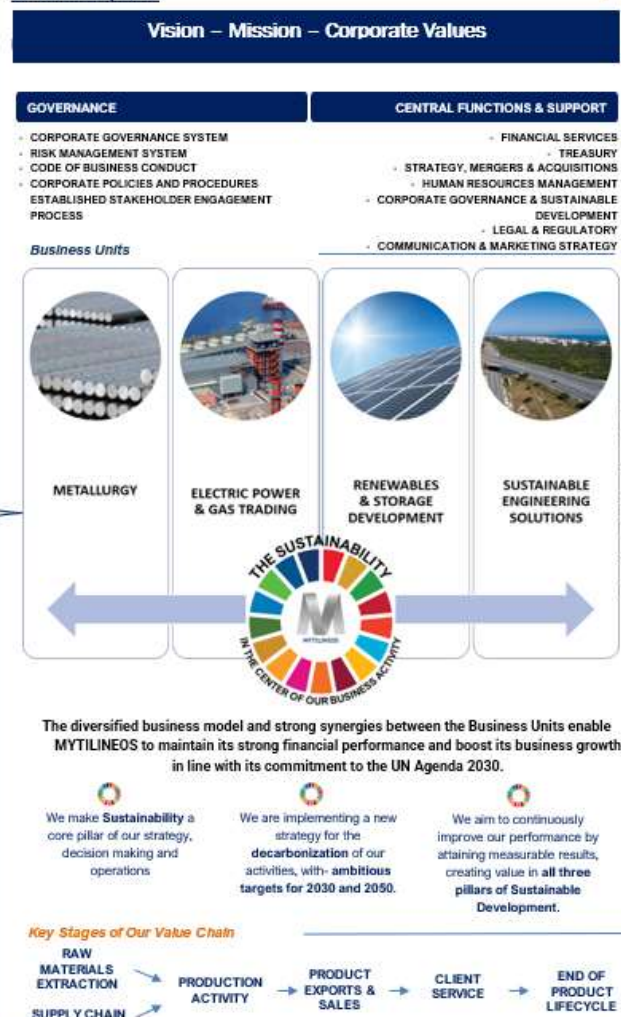 Vision – Mission – Corporate Values
GOVERNANCE
- CORPORATE GOVERNANCE SYSTEM
- RISK MANAGEMENT SYSTEM
- CODE OF BUSINESS CONDUCT
- CORPORATE POLICIES AND PROCEDURES
ESTABLISHED STAKEHOLDER ENGAGEMENT
PROCESS
CENTRAL FUNCTIONS & SUPPORT
- FINANCIAL SERVICES
- TREASURY
- STRATEGY, MERGERS & ACQUISITIONS
- HUMAN RESOURCES MANAGEMENT
- CORPORATE GOVERNANCE & SUSTAINABLE
DEVELOPMENT
- LEGAL & REGULATORY
- COMMUNICATION & MARKETING STRATEGY
Business Units
METALLURGY
ELECTRIC POWER
& GAS TRADING
RENEWABLES
& STORAGE
DEVELOPMENT
SUSTAINABLE
ENGINEERING
SOLUTIONS
THE SUSTAINABILITY
MYTILINEOS
IN THE CENTER OF OUR BUSINESS ACTIVITY
The diversified business model and strong synergies between the Business Units enable
MYTILINEOS to maintain its strong financial performance and boost its business growth
in line with its commitment to the UN Agenda 2030.
We make Sustainability a
core pillar of our strategy,
decision making and
operations
We are implementing a new
strategy for the
decarbonization of our
activities, with- ambitious
targets for 2030 and 2050.
We aim to continuously
improve our performance by
attaining measurable results,
creating value in all three
pillars of Sustainable
Development.
Key Stages of Our Value Chain
RAW
MATERIALS
EXTRACTION
SUPPLY CHAIN
PRODUCTION
ACTIVITY
PRODUCT
EXPORTS &
SALES
CLIENT
SERVICE
END OF
PRODUCT
LIFECYCLE